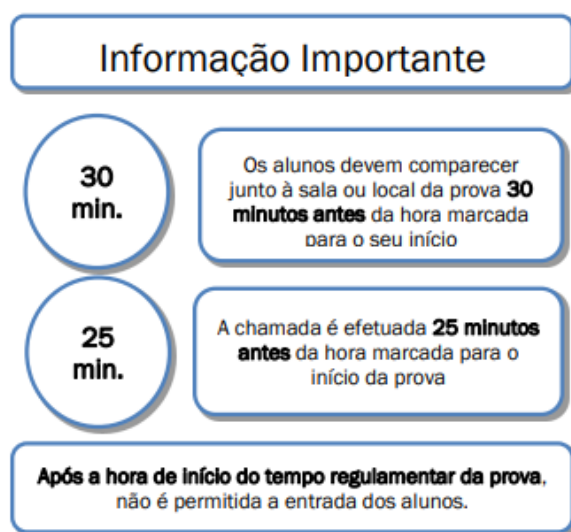 Informação Importante
30
min.
Os alunos devem comparecer
junto à sala ou local da prova 30
minutos antes da hora marcada
para o seu início
25
min.
A chamada é efetuada 25 minutos
antes da hora marcada para o
início da prova
Após a hora de início do tempo regulamentar da prova,
não é permitida a entrada dos alunos.